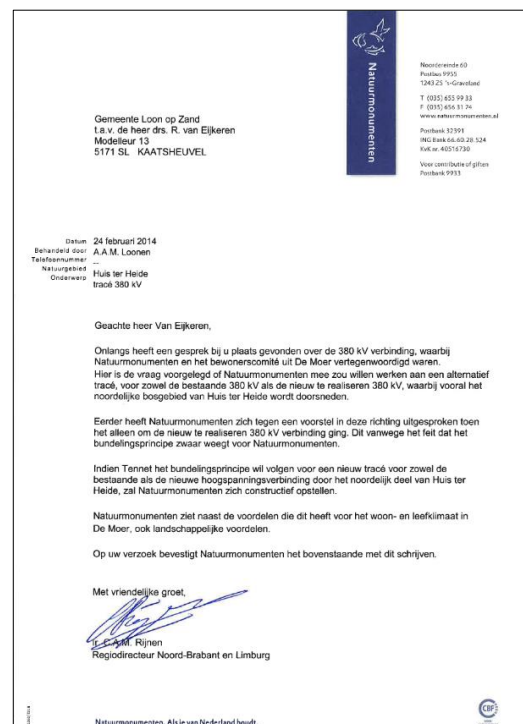 Natuurmonumenten
Noordereinde 60
Postbus 9955
1243 ZS 's-Graveland
T (035) 655 99 33
F (035) 656 31 74
www.natuurmonumenten.nl
Postbank 32391
ING Bank 66.60.28.524
KvK nr. 40516730
Voor contributie of giften
Postbank 9933
Gemeente Loon op Zand
t.a.v. de heer drs. R. van Eijkeren
Modelleur 13
5171 SL KAATSHEUVEL
Datum 24 februari 2014
Behandeld door A.A.M. Loonen
Telefoonnummer --
Natuurgebied Huis ter Heide
Onderwerp tracé 380 kV
Geachte heer Van Eijkeren,
Onlangs heeft een gesprek bij u plaats gevonden over de 380 kV verbinding, waarbij
Natuurmonumenten en het bewonerscomité uit De Moer vertegenwoordigd waren.
Hier is de vraag voorgelegd of Natuurmonumenten mee zou willen werken aan een alternatief
tracé, voor zowel de bestaande 380 kV als de nieuw te realiseren 380 kV, waarbij vooral het
noordelijke bosgebied van Huis ter Heide wordt doorsneden.
Eerder heeft Natuurmonumenten zich tegen een voorstel in deze richting uitgesproken toen
het alleen om de nieuw te realiseren 380 kV verbinding ging. Dit vanwege het feit dat het
bundelingsprincipe zwaar weegt voor Natuurmonumenten.
Indien Tennet het bundelingsprincipe wil volgen voor een nieuw tracé voor zowel de
bestaande als de nieuwe hoogspanningsverbinding door het noordelijk deel van Huis ter
Heide, zal Natuurmonumenten zich constructief opstellen.
Natuurmonumenten ziet naast de voordelen die dit heeft voor het woon- en leefklimaat in
De Moer, ook landschappelijke voordelen.
Op uw verzoek bevestigt Natuurmonumenten het bovenstaande met dit schrijven.
Met vriendelijke groet,
Ir. C.A.M. Rijnen
Regiodirecteur Noord-Brabant en Limburg
Natuurmonumenten. Als je van Nederland houdt.
CBF